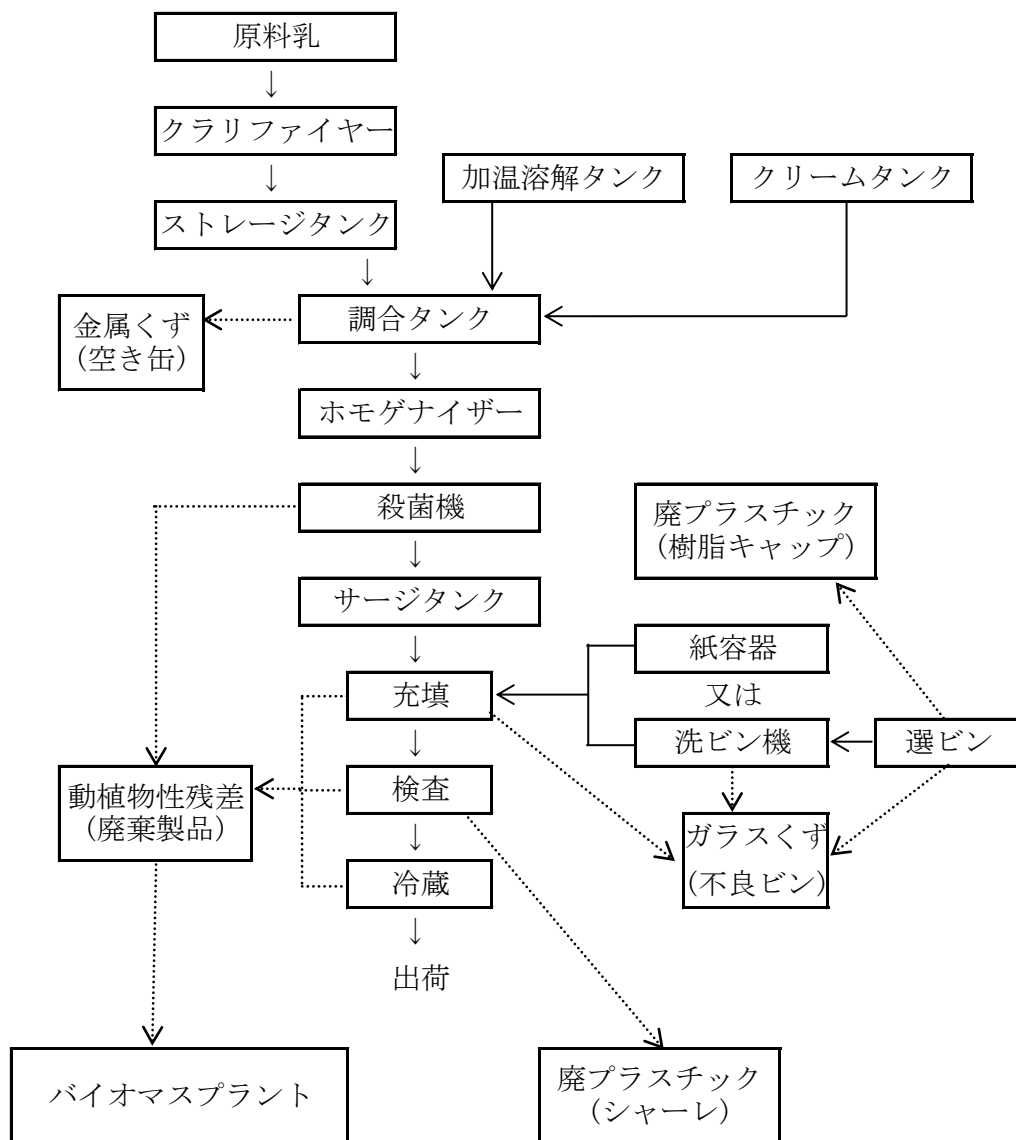 原料乳
↓
クラリファイヤー
↓
加温溶解タンク
クリームタンク
ストレージタンク
↓
金属くず
(空き缶)
調合タンク
↓
ホモゲナイザー
↓
殺菌機
廃プラスチック
(樹脂キャップ)
↓
サージタンク
↓
紙容器
充填
又は
↓
洗ビン機
選ビン
動植物性残差
(廃棄製品)
検査
ガラスくず
(不良ビン)
↓
冷蔵
↓
出荷
バイオマスプラント
廃プラスチック
(シャーレ)